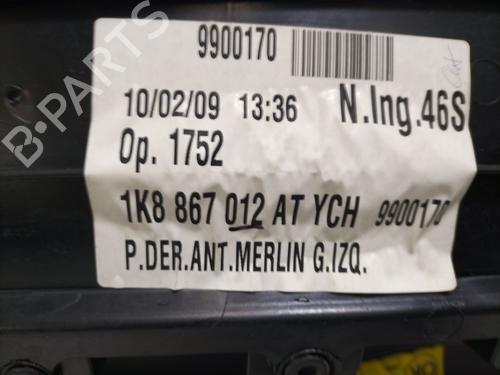 9900170
10/02/09 13:36 N.Ing.46S
Op. 1752
1K8 867 012 AT YCH 9900170
P.DER.ANT.MERLIN G.IZQ.
B-PARTS
OK